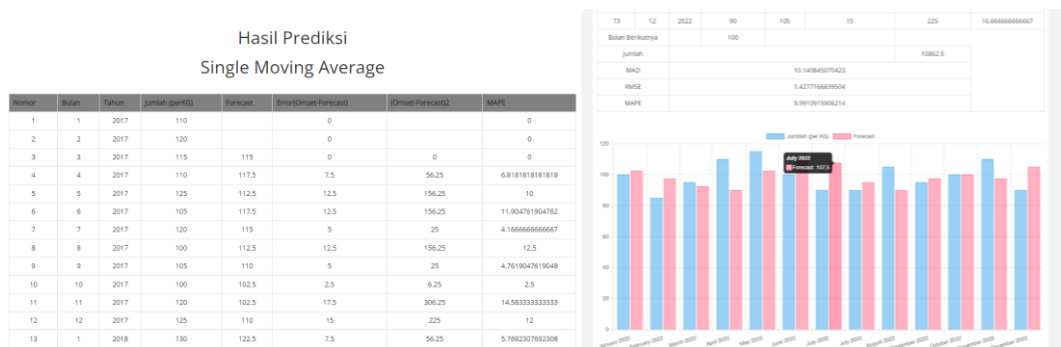 Hasil Prediksi
Single Moving Average
Nomor Bulan Tahun Jumlah (perKG) Forecast Error(Omset-Forecast) (Omset-Forecast)2 MAPE
1 1 2017 110 0 0
2 2 2017 120 0 0
3 3 2017 115 115 0 0 0
4 4 2017 110 117.5 7.5 56.25 6.8181818181818
5 5 2017 125 112.5 12.5 156.25 10
6 6 2017 105 117.5 12.5 156.25 11.904761904762
7 7 2017 120 115 5 25 4.1666666666667
8 8 2017 100 112.5 12.5 156.25 12.5
9 9 2017 105 110 5 25 4.7619047619048
10 10 2017 100 102.5 2.5 6.25 2.5
11 11 2017 120 102.5 17.5 306.25 14.583333333333
12 12 2017 125 110 15 225 12
13 1 2018 130 122.5 7.5 56.25 5.7692307692308
73 12 2022 90 105 15 225 16.666666666667
Bulan Berikutnya 100
Jumlah 10862.5
MAD 10.140845070423
RMSE 1.4277166839504
MAPE 9.9910915906214
Jumlah (per KG) Forecast
120
July 2022
Forecast: 107.5
100
80
60
40
20
0
January 2022 February 2022 March 2022 April 2022 May 2022 June 2022 July 2022 July 2022 August 2022 September 2022 October 2022 November 2022 December 2022